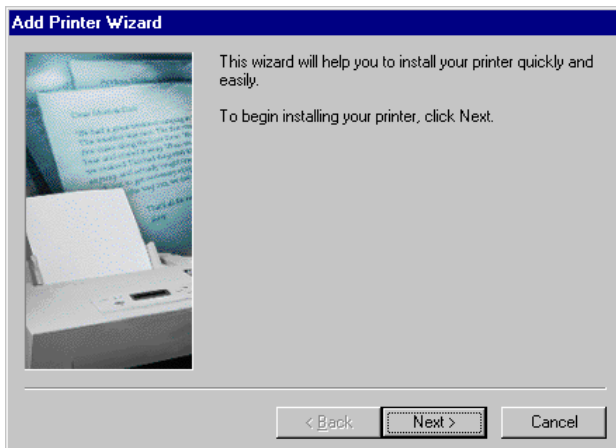 Add Printer Wizard
This wizard will help you to install your printer quickly and
easily.
To begin installing your printer, click Next.
< Back
Next >
Cancel